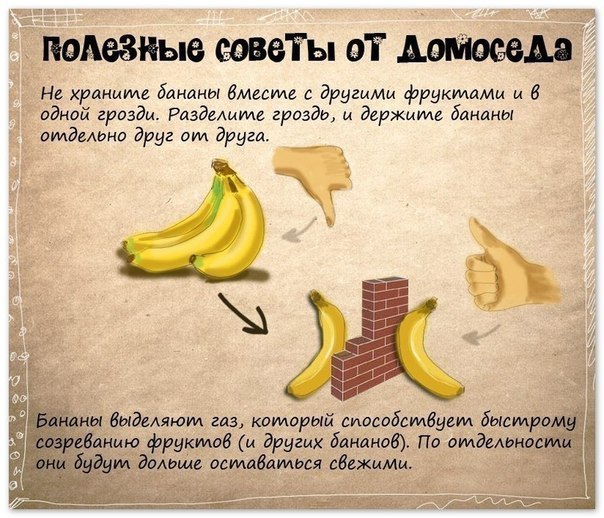 полезные советы от домоседа
Не храните бананы вместе с другими фруктами и в
одной грозди. Разделите гроздь, и держите бананы
отдельно друг от друга.
Бананы выделяют газ, который способствует быстрому
созреванию фруктов (и других бананов). По отдельности
они будут дольше оставаться свежими.